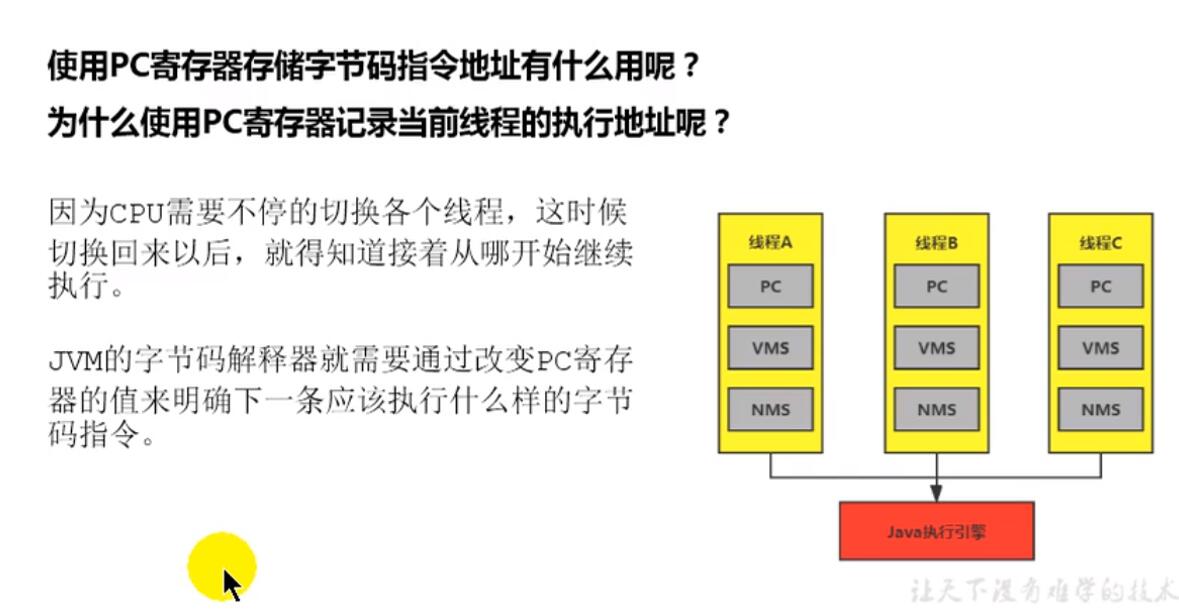 使用PC寄存器存储字节码指令地址有什么用呢？
为什么使用PC寄存器记录当前线程的执行地址呢？
因为CPU需要不停的切换各个线程，这时候
切换回来以后，就得知道接着从哪开始继续
执行。
JVM的字节码解释器就需要通过改变PC寄存
器的值来明确下一条应该执行什么样的字节
码指令。
线程A
PC
VMS
NMS
线程B
PC
VMS
NMS
线程C
PC
VMS
NMS
Java执行引擎
让天下没有难学的技术